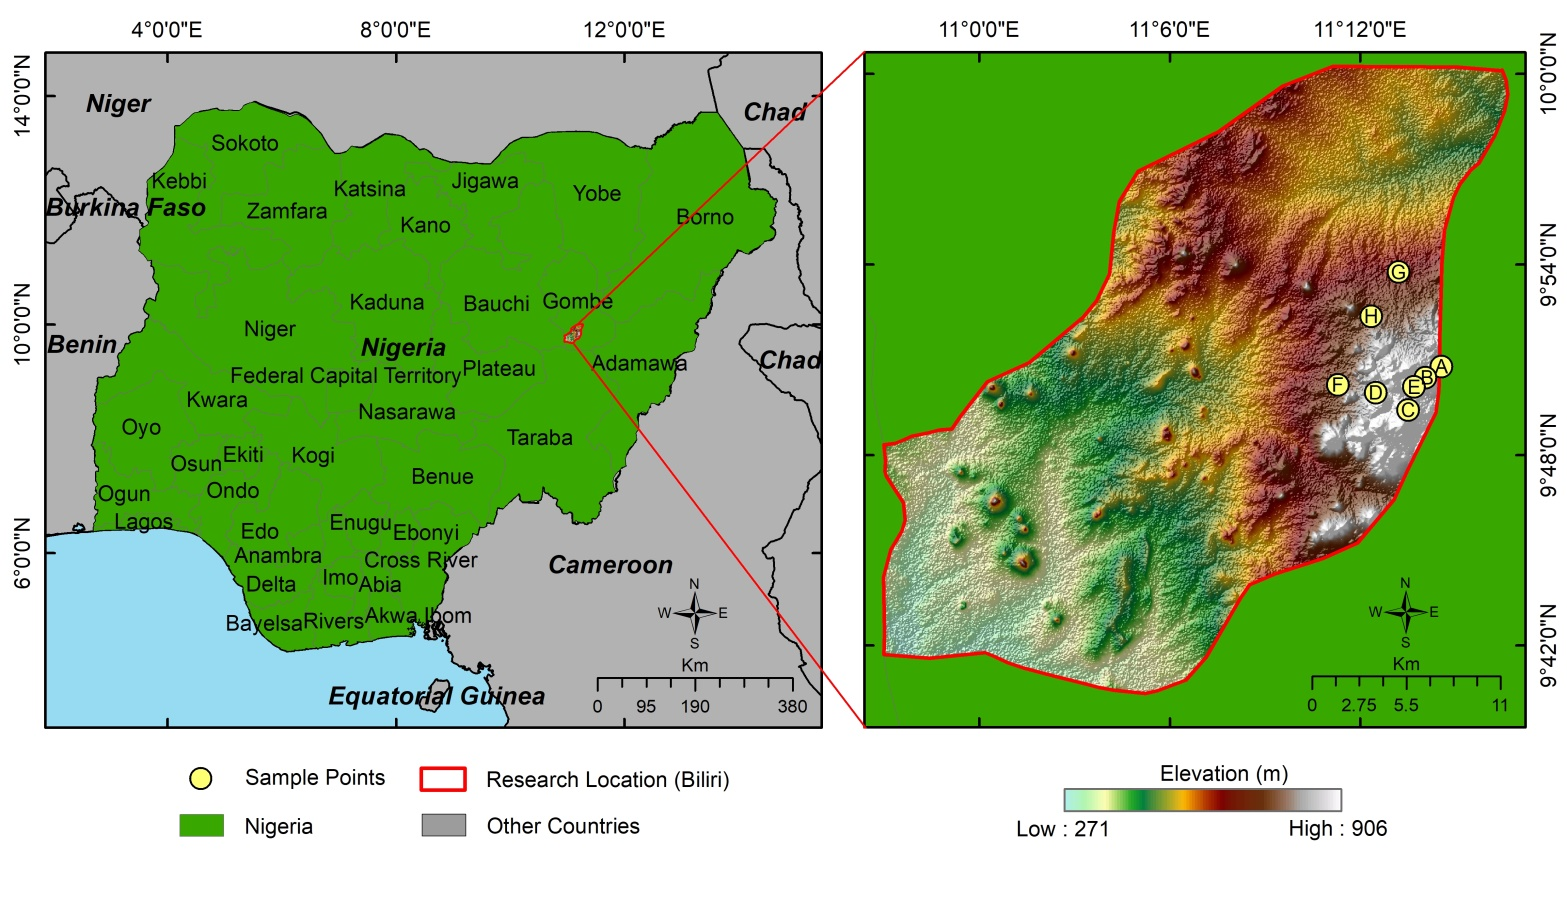 4°0'0"E
8°0'0"E
12°0'0"E
11°0'0"E
11°6'0"E
11°12'0"E
14°0'0"N
10°0'0"N
6°0'0"N
10°0'0"N
9°54'0"N
9°48'0"N
9°42'0"N
Niger
Chad
Sokoto
Kebbi
Katsina
Jigawa
Yobe
Burkina Faso
Zamfara
Kano
Borno
Kaduna
Bauchi
Gombe
Niger
Benin
Nigeria
Chad
Federal Capital Territory
Plateau
Adamawa
Kwara
Nasarawa
Oyo
Taraba
Ekiti
Kogi
Osun
Benue
Ondo
Ogun
Lagos
Edo
Enugu
Ebonyi
Anambra
Cross River
Cameroon
Delta
Imo
Abia
Bayelsa
Rivers
Akwa Ibom
Equatorial Guinea
N
W
E
S
Km
0
95
190
380
G
H
A
B
E
F
D
C
N
W
E
S
Km
0
2.75
5.5
11
Sample Points
Research Location (Biliri)
Nigeria
Other Countries
Elevation (m)
Low : 271
High : 906